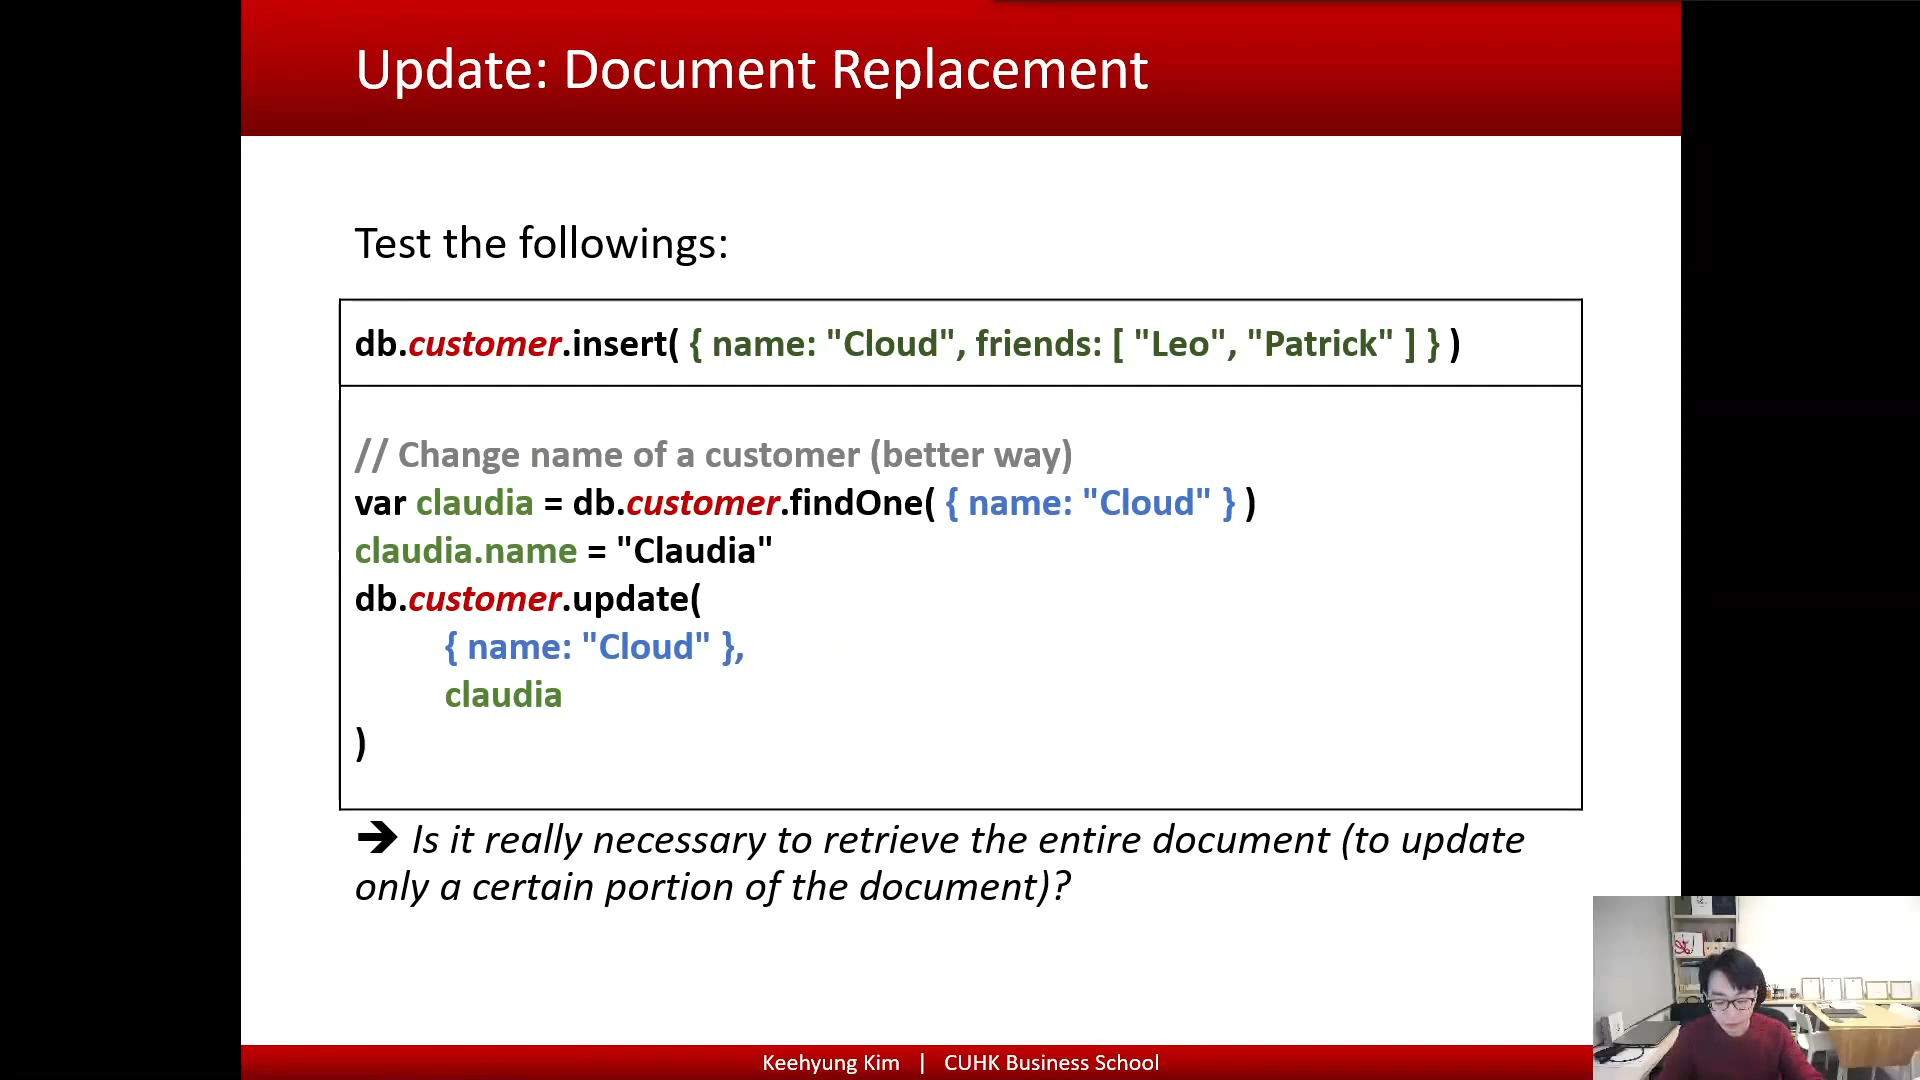 Update: Document Replacement
Test the followings:
db.customer.insert( { name: "Cloud", friends: [ "Leo", "Patrick" ] } )
// Change name of a customer (better way)
var claudia = db.customer.findOne( { name: "Cloud" } )
claudia.name = "Claudia"
db.customer.update(
{ name: "Cloud" },
claudia
)
➔ Is it really necessary to retrieve the entire document (to update
only a certain portion of the document)?
Keehyung Kim | CUHK Business School